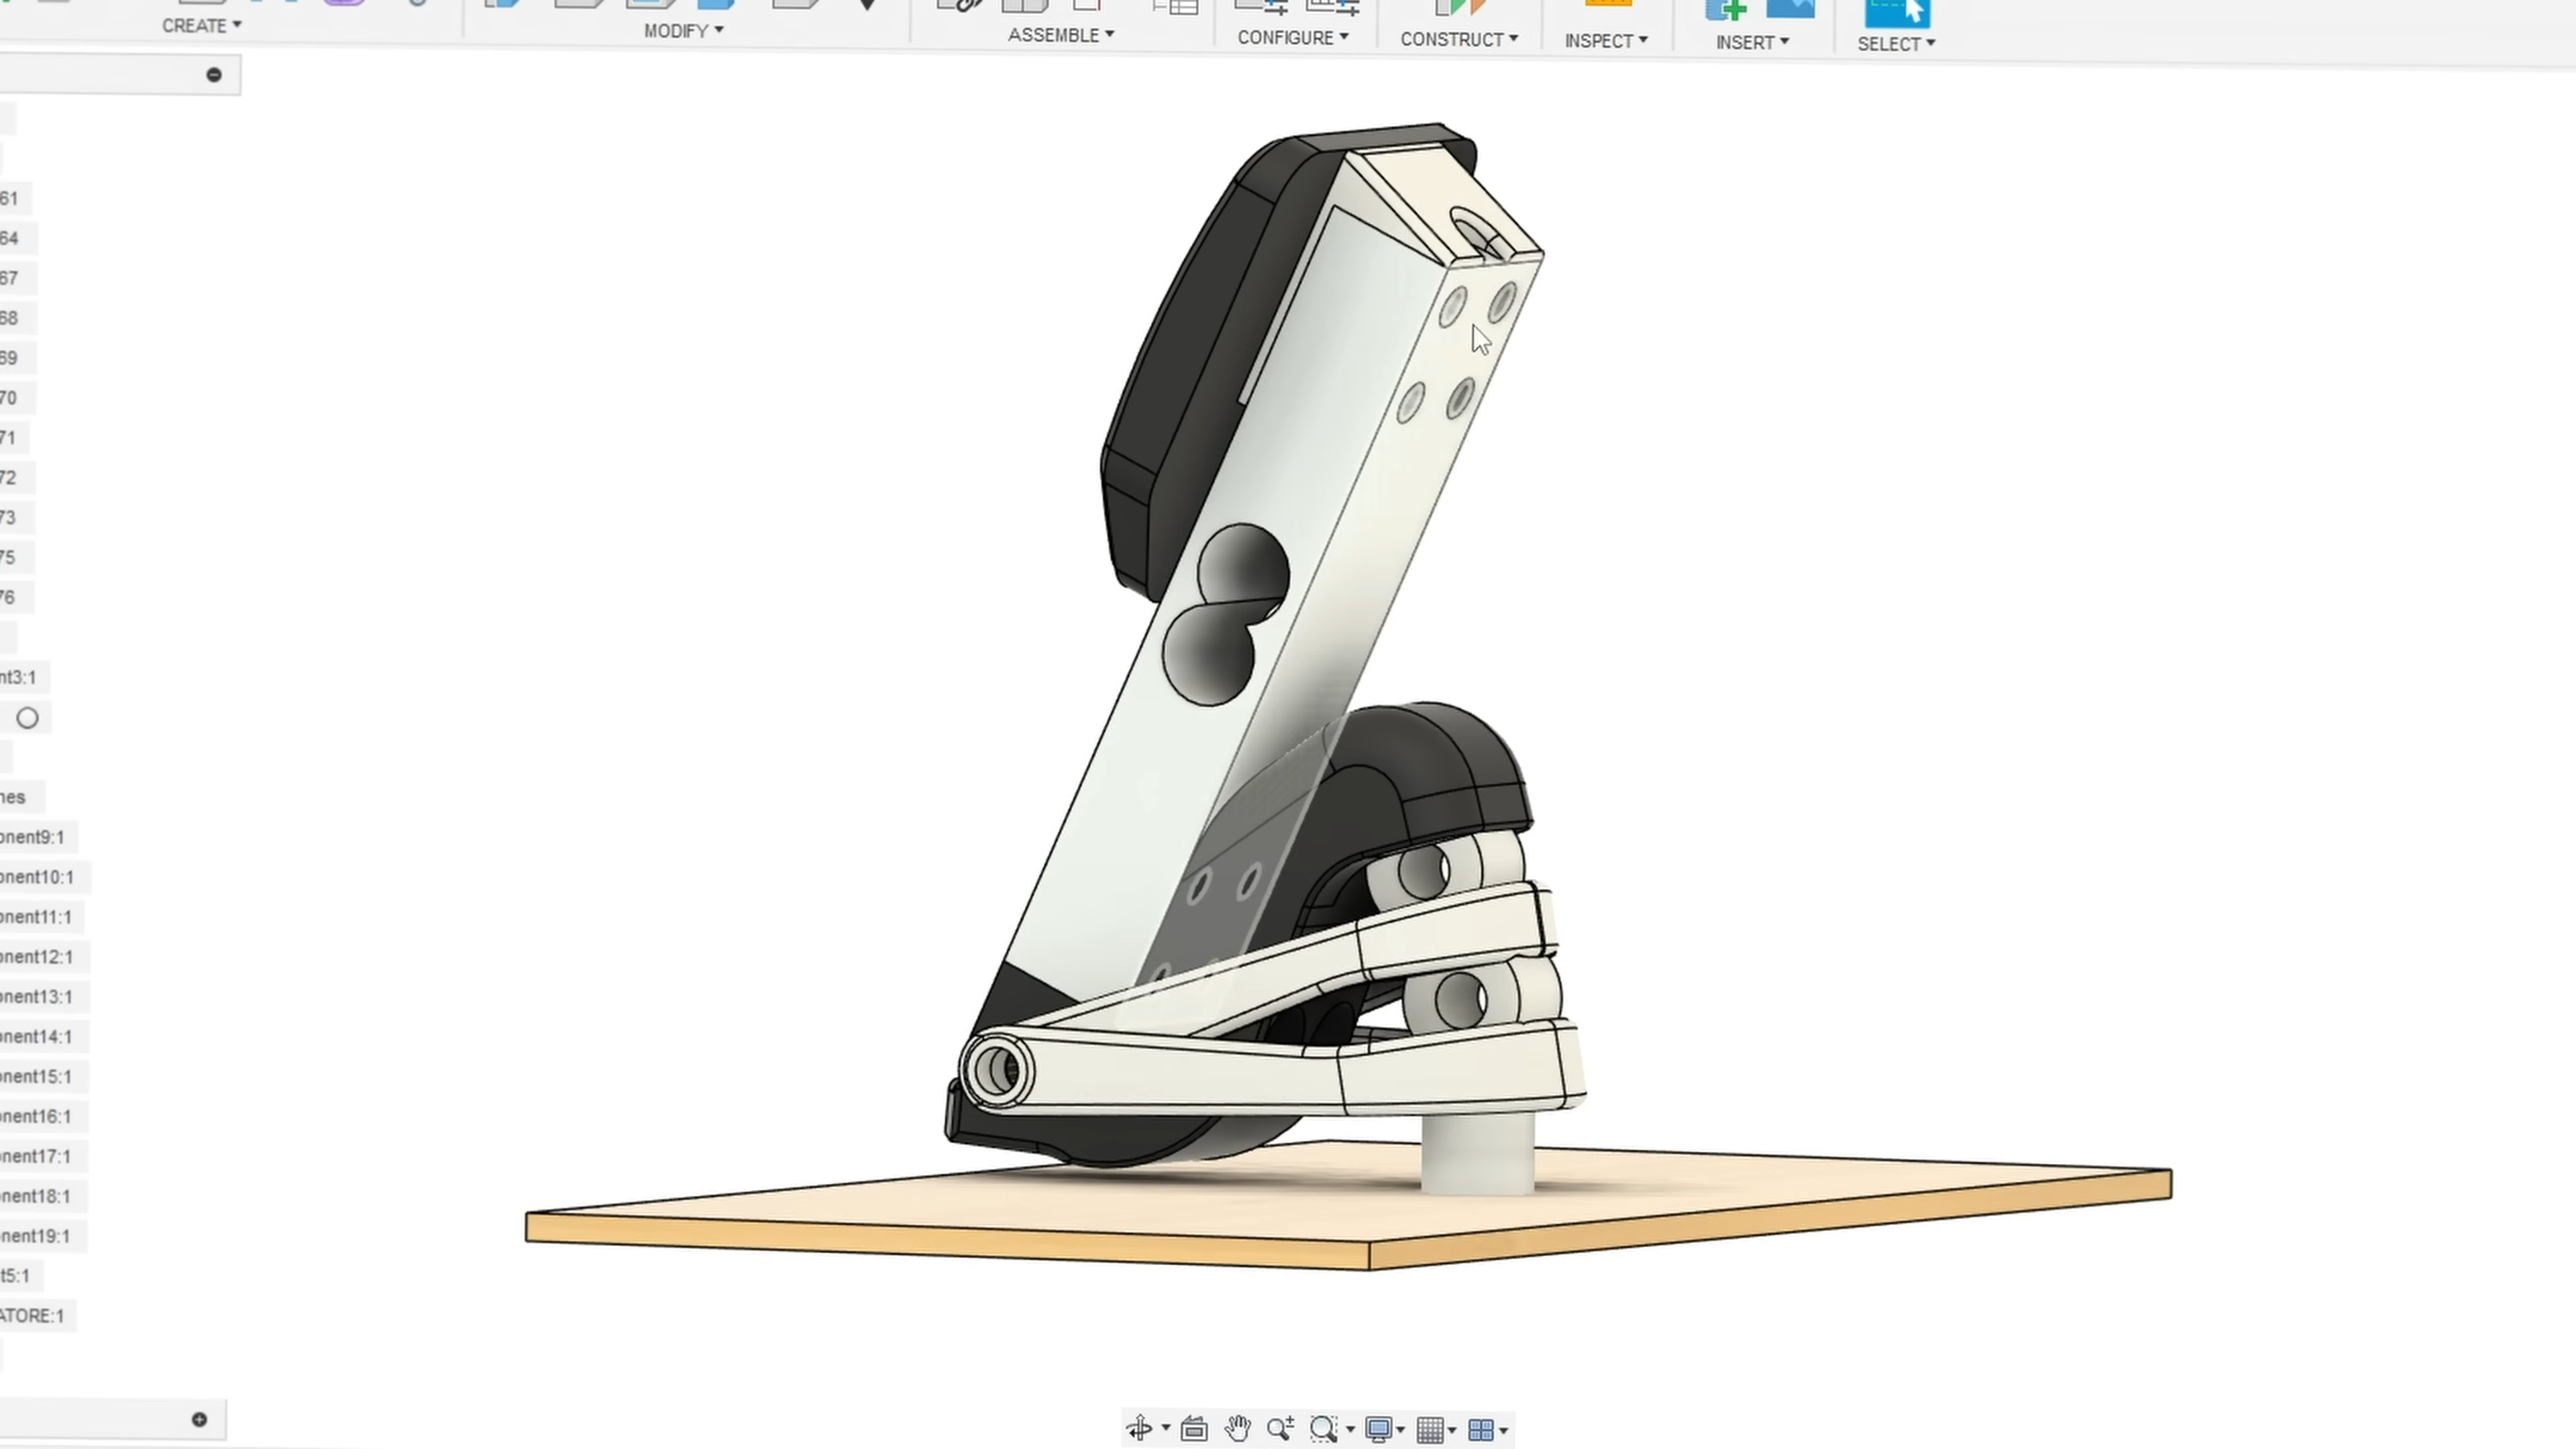 CREATE
MODIFY
ASSEMBLE
CONFIGURE
CONSTRUCT
INSPECT
INSERT
SELECT
61
64
67
68
69
70
71
72
73
75
76
nt3:1
nes
onent9:1
onent10:1
onent11:1
onent12:1
onent13:1
onent14:1
onent15:1
onent16:1
onent17:1
onent18:1
onent19:1
t5:1
ATORE:1